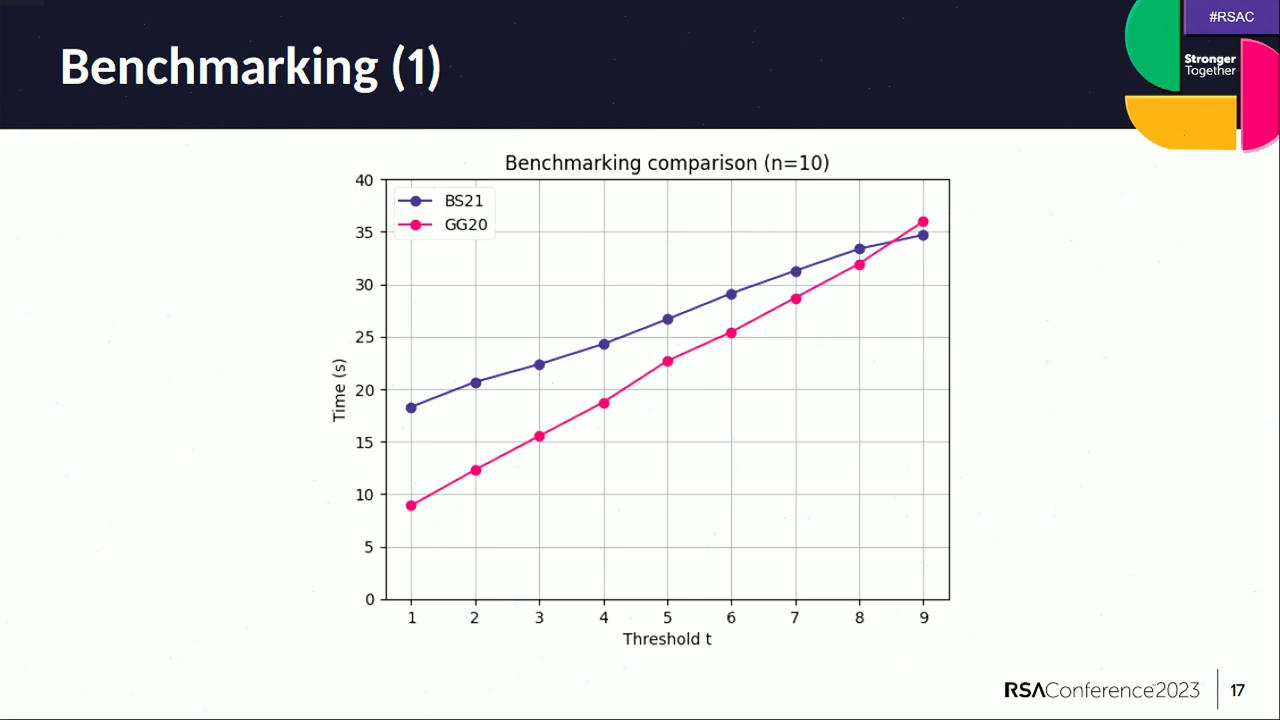 #RSAC
Benchmarking (1)
Stronger
Together
Benchmarking comparison (n=10)
BS21
GG20
40
35
30
25
20
15
10
5
0
Time (s)
1 2 3 4 5 6 7 8 9
Threshold t
RSAConference™2023
17